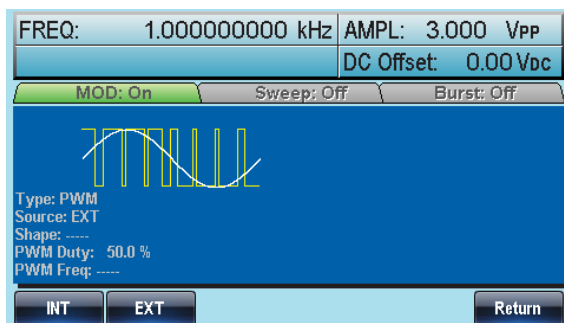 FREQ: 1.000000000 kHz AMPL: 3.000 VPP
DC Offset: 0.00 VDC
MOD: On Sweep: Off Burst: Off
Type: PWM
Source: EXT
Shape: -----
PWM Duty: 50.0 %
PWM Freq: -----
INT EXT Return